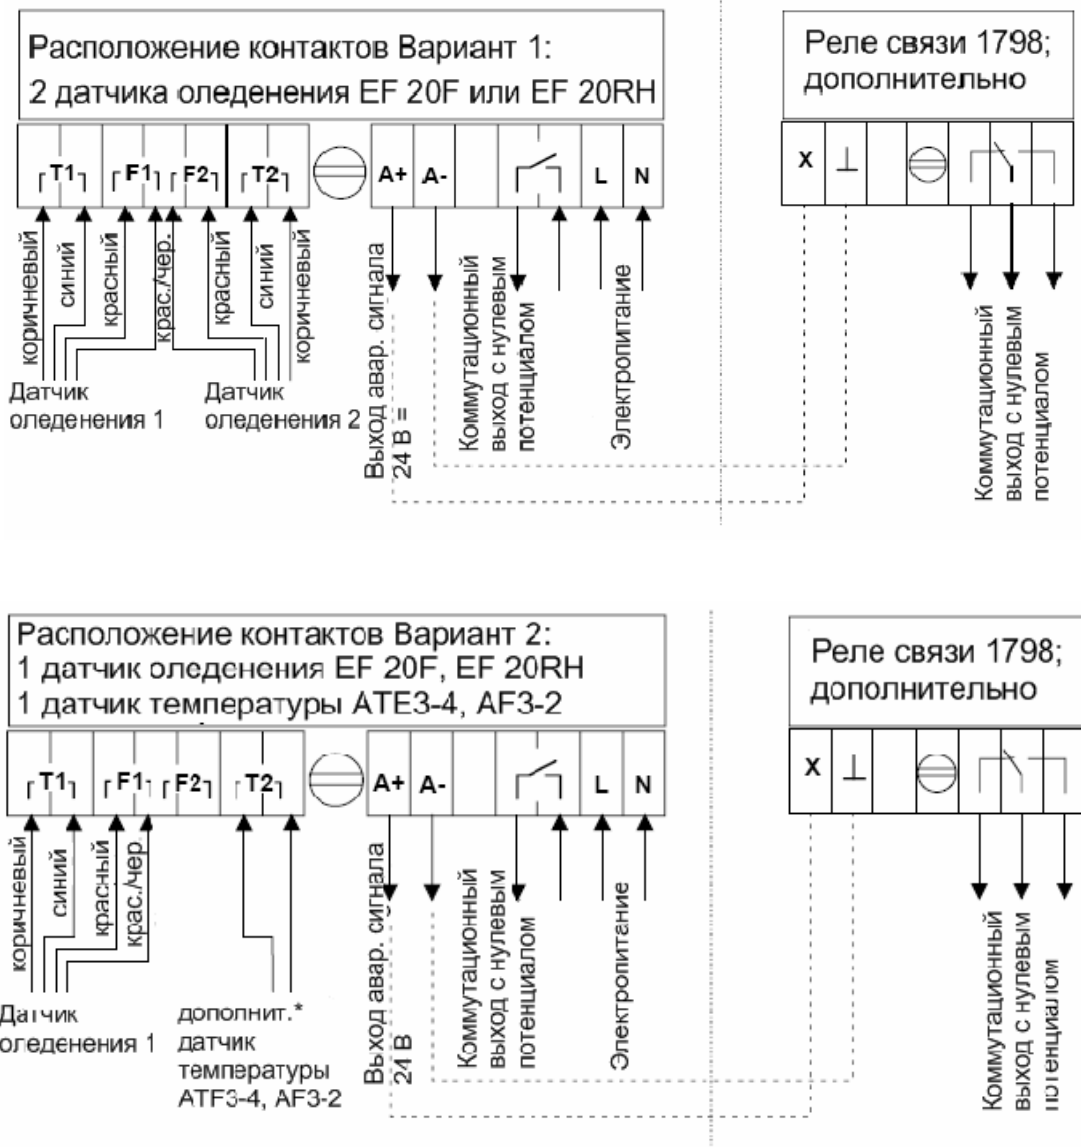 Расположение контактов Вариант 1:
2 датчика оледенения EF 20F или EF 20RH
Реле связи 1798;
дополнительно
T1
F1
F2
T2
A+
A-
L
N
X
коричневый
синий
красный
крас./чер.
красный
синий
коричневый
Датчик
оледенения 1
Датчик
оледенения 2
Выход авар. сигнала
24 В =
Коммутационный
выход с нулевым
потенциалом
Электропитание
Коммутационный
выход с нулевым
потенциалом
Расположение контактов Вариант 2:
1 датчик оледенения EF 20F, EF 20RH
1 датчик температуры ATE3-4, AF3-2
Реле связи 1798;
дополнительно
T1
F1
F2
T2
A+
A-
L
N
X
коричневый
синий
красный
крас./чер.
Датчик
оледенения 1
дополнит.*
датчик
температуры
ATF3-4, AF3-2
Выход авар. сигнала
24 В
Коммутационный
выход с нулевым
потенциалом
Электропитание
Коммутационный
выход с нулевым
потенциалом